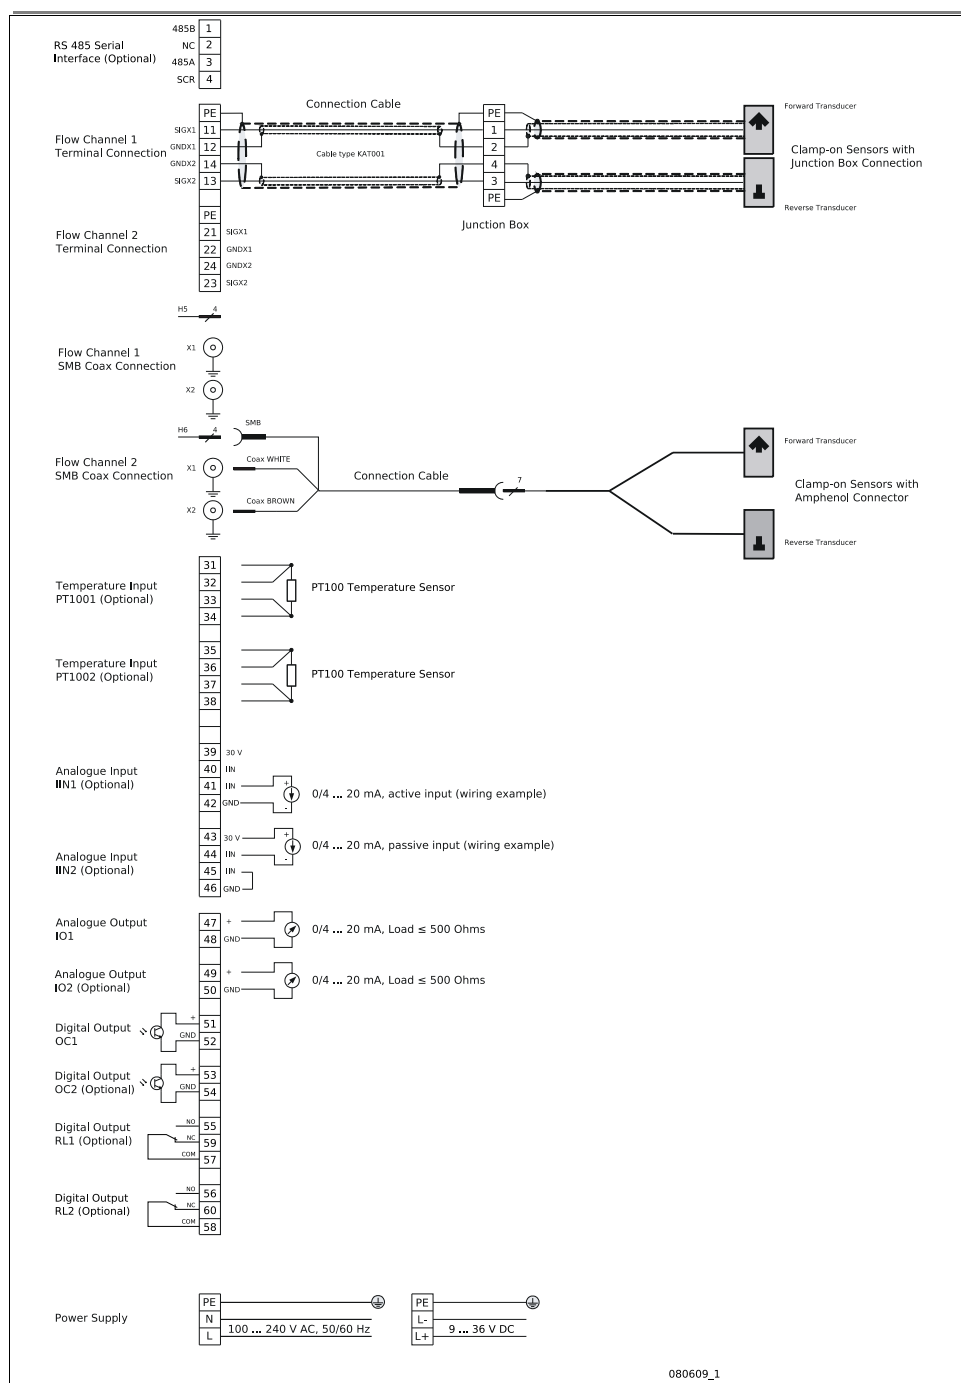 RS 485 Serial
Interface (Optional)
485B 1
NC 2
485A 3
SCR 4
Connection Cable
Flow Channel 1
Terminal Connection
PE
SIGX1 11
GNDX1 12
GNDX2 14
SIGX2 13
Cable type KAT001
PE
1
2
4
3
PE
Junction Box
Forward Transducer
Clamp-on Sensors with
Junction Box Connection
Reverse Transducer
Flow Channel 2
Terminal Connection
PE
21 SIGX1
22 GNDX1
24 GNDX2
23 SIGX2
H5 4
Flow Channel 1
SMB Coax Connection
X1
X2
H6 4
SMB
Flow Channel 2
SMB Coax Connection
X1
Coax WHITE
X2
Coax BROWN
Connection Cable
7
Forward Transducer
Clamp-on Sensors with
Amphenol Connector
Reverse Transducer
Temperature Input
PT1001 (Optional)
31
32
33
34
PT100 Temperature Sensor
Temperature Input
PT1002 (Optional)
35
36
37
38
PT100 Temperature Sensor
Analogue Input
IIN1 (Optional)
39 30 V
40 IIN
41 IIN
42 GND
+
-
0/4 ... 20 mA, active input (wiring example)
Analogue Input
IIN2 (Optional)
43 30 V
44 IIN
45 IIN
46 GND
+
-
0/4 ... 20 mA, passive input (wiring example)
Analogue Output
IO1
47 +
48 GND
0/4 ... 20 mA, Load ≤ 500 Ohms
Analogue Output
IO2 (Optional)
49 +
50 GND
0/4 ... 20 mA, Load ≤ 500 Ohms
Digital Output
OC1
+ 51
GND 52
Digital Output
OC2 (Optional)
+ 53
GND 54
Digital Output
RL1 (Optional)
NO 55
NC 59
COM 57
Digital Output
RL2 (Optional)
NO 56
NC 60
COM 58
Power Supply
PE
N
L
100 ... 240 V AC, 50/60 Hz
PE
L-
L+
9 ... 36 V DC
080609_1